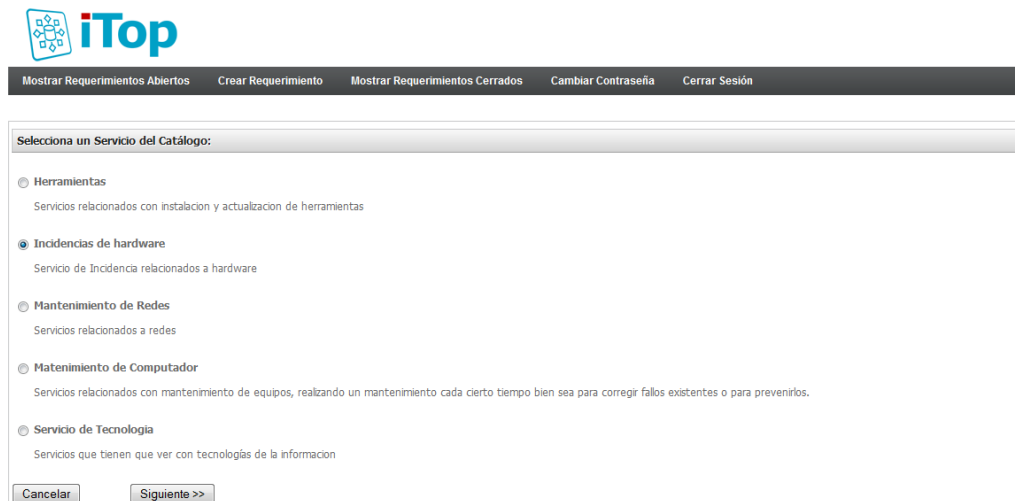 iTop
Mostrar Requerimientos Abiertos Crear Requerimiento Mostrar Requerimientos Cerrados Cambiar Contraseña Cerrar Sesión
Selecciona un Servicio del Catálogo:
Herramientas
Servicios relacionados con instalacion y actualizacion de herramientas
Incidencias de hardware
Servicio de Incidencia relacionados a hardware
Mantenimiento de Redes
Servicios relacionados a redes
Matenimiento de Computador
Servicios relacionados con mantenimiento de equipos, realizando un mantenimiento cada cierto tiempo bien sea para corregir fallos existentes o para prevenirlos.
Servicio de Tecnologia
Servicios que tienen que ver con tecnologías de la informacion
Cancelar Siguiente >>